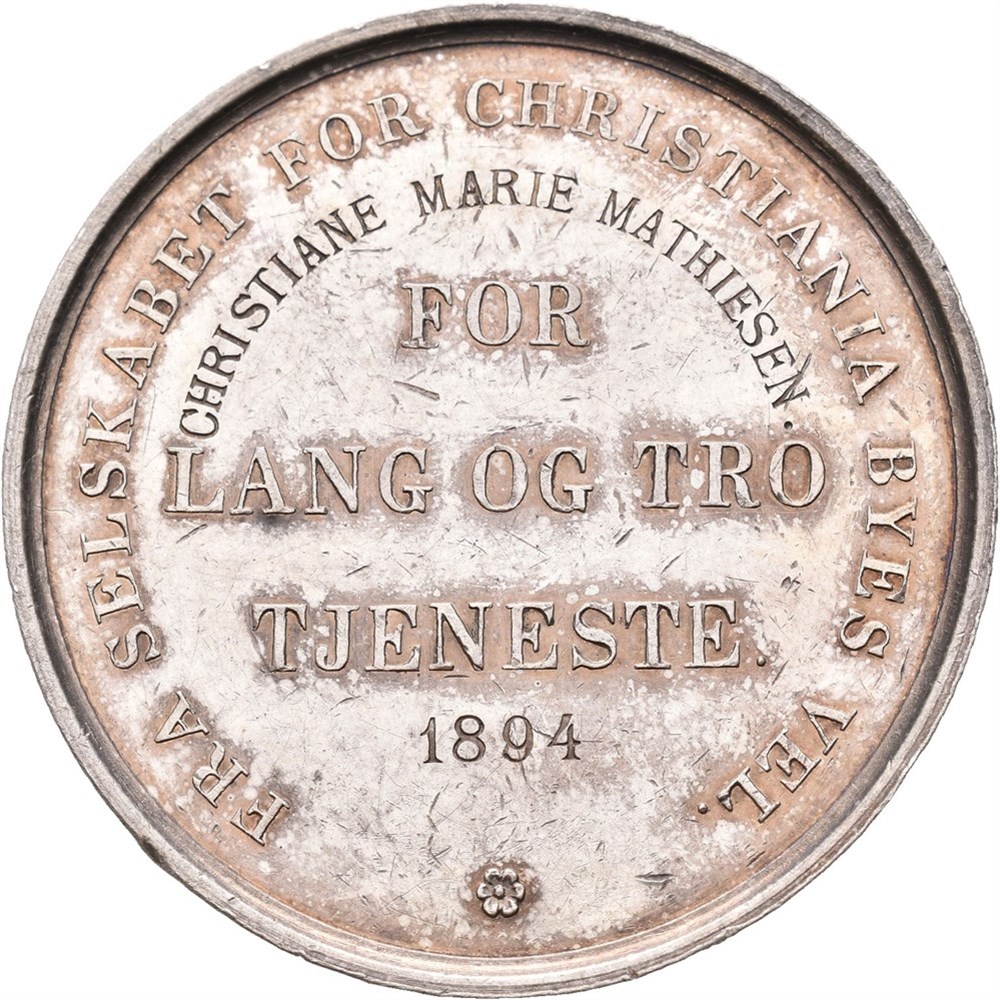 FRA SELSKABET FOR CHRISTIANIA BYES VEL.
CHRISTIANE MARIE MATHIESEN.
FOR
LANG OG TRO
TJENESTE.
1894